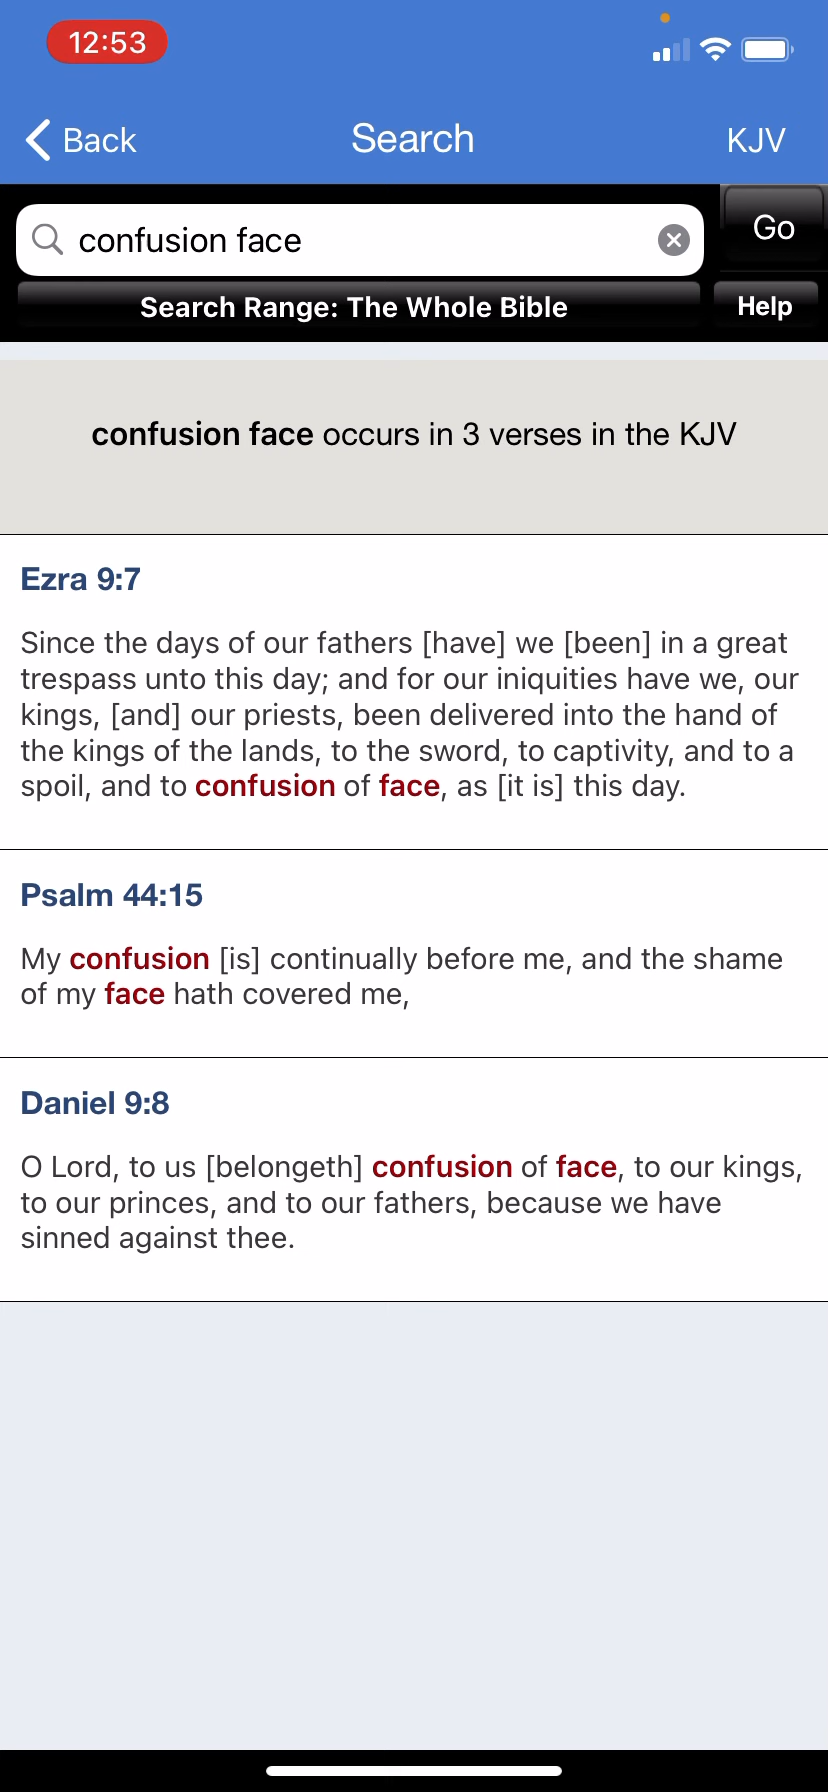 12:53
Back
Search
KJV
confusion face
Go
Search Range: The Whole Bible
Help
confusion face occurs in 3 verses in the KJV
Ezra 9:7
Since the days of our fathers [have] we [been] in a great
trespass unto this day; and for our iniquities have we, our
kings, [and] our priests, been delivered into the hand of
the kings of the lands, to the sword, to captivity, and to a
spoil, and to confusion of face, as [it is] this day.
Psalm 44:15
My confusion [is] continually before me, and the shame
of my face hath covered me,
Daniel 9:8
O Lord, to us [belongeth] confusion of face, to our kings,
to our princes, and to our fathers, because we have
sinned against thee.